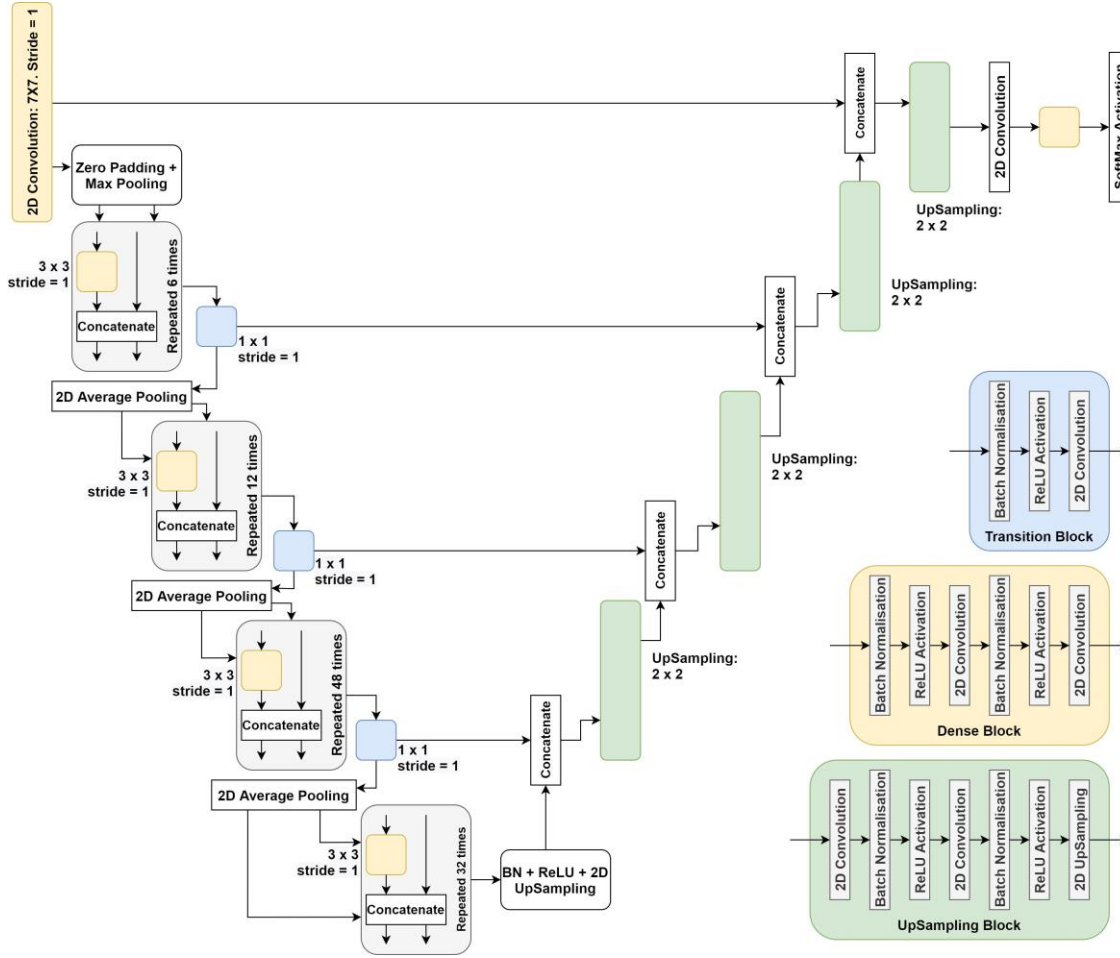 2D Convolution: 7X7. Stride = 1
Zero Padding +
Max Pooling
3 x 3
stride = 1
Concatenate
Repeated 6 times
1 x 1
stride = 1
2D Average Pooling
3 x 3
stride = 1
Concatenate
Repeated 12 times
1 x 1
stride = 1
2D Average Pooling
3 x 3
stride = 1
Concatenate
Repeated 48 times
1 x 1
stride = 1
2D Average Pooling
3 x 3
stride = 1
Concatenate
Repeated 32 times
BN + ReLU + 2D
UpSampling
Concatenate
UpSampling:
2 x 2
Concatenate
UpSampling:
2 x 2
Concatenate
UpSampling:
2 x 2
Concatenate
UpSampling:
2 x 2
2D Convolution
SoftMax Activation
Batch Normalisation
ReLU Activation
2D Convolution
Transition Block
Batch Normalisation
ReLU Activation
2D Convolution
Batch Normalisation
ReLU Activation
2D Convolution
Dense Block
2D Convolution
Batch Normalisation
ReLU Activation
2D Convolution
Batch Normalisation
ReLU Activation
2D UpSampling
UpSampling Block